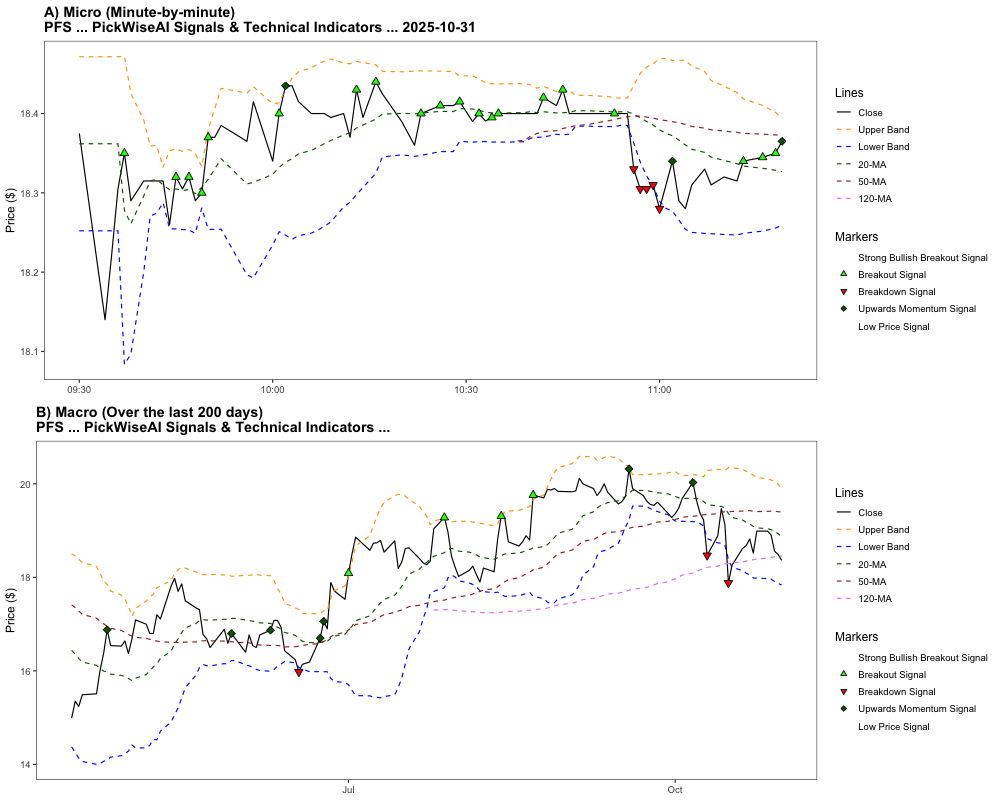 A) Micro (Minute-by-minute)
PFS ... PickWiseAI Signals & Technical Indicators ... 2025-10-31
Price ($)
18.4
18.3
18.2
18.1
09:30
10:00
10:30
11:00
Lines
Close
Upper Band
Lower Band
20-MA
50-MA
120-MA
Markers
Strong Bullish Breakout Signal
Breakout Signal
Breakdown Signal
Upwards Momentum Signal
Low Price Signal
B) Macro (Over the last 200 days)
PFS ... PickWiseAI Signals & Technical Indicators ...
Price ($)
20
18
16
14
Jul
Oct
Lines
Close
Upper Band
Lower Band
20-MA
50-MA
120-MA
Markers
Strong Bullish Breakout Signal
Breakout Signal
Breakdown Signal
Upwards Momentum Signal
Low Price Signal